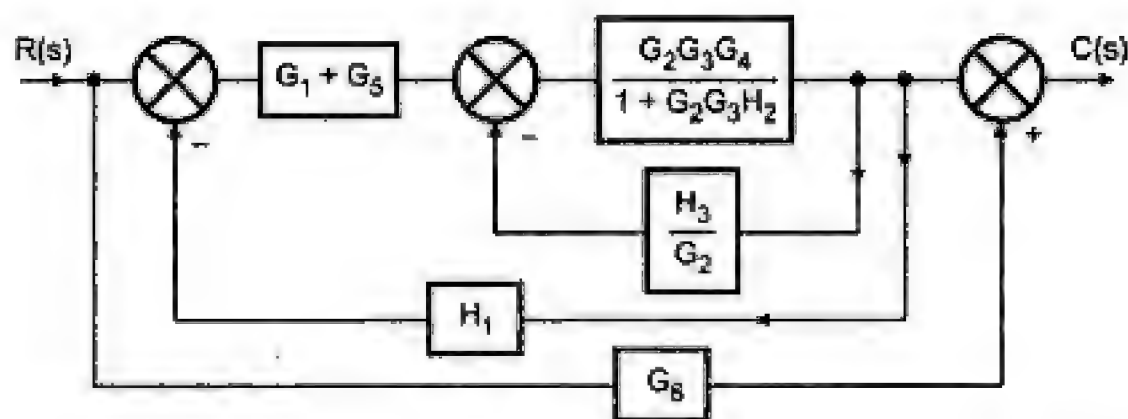 R(s)
G₁ + G₅
G₂G₃G₄
1 + G₂G₃H₂
C(s)
−
−
+
H₃
G₂
H₁
G₆